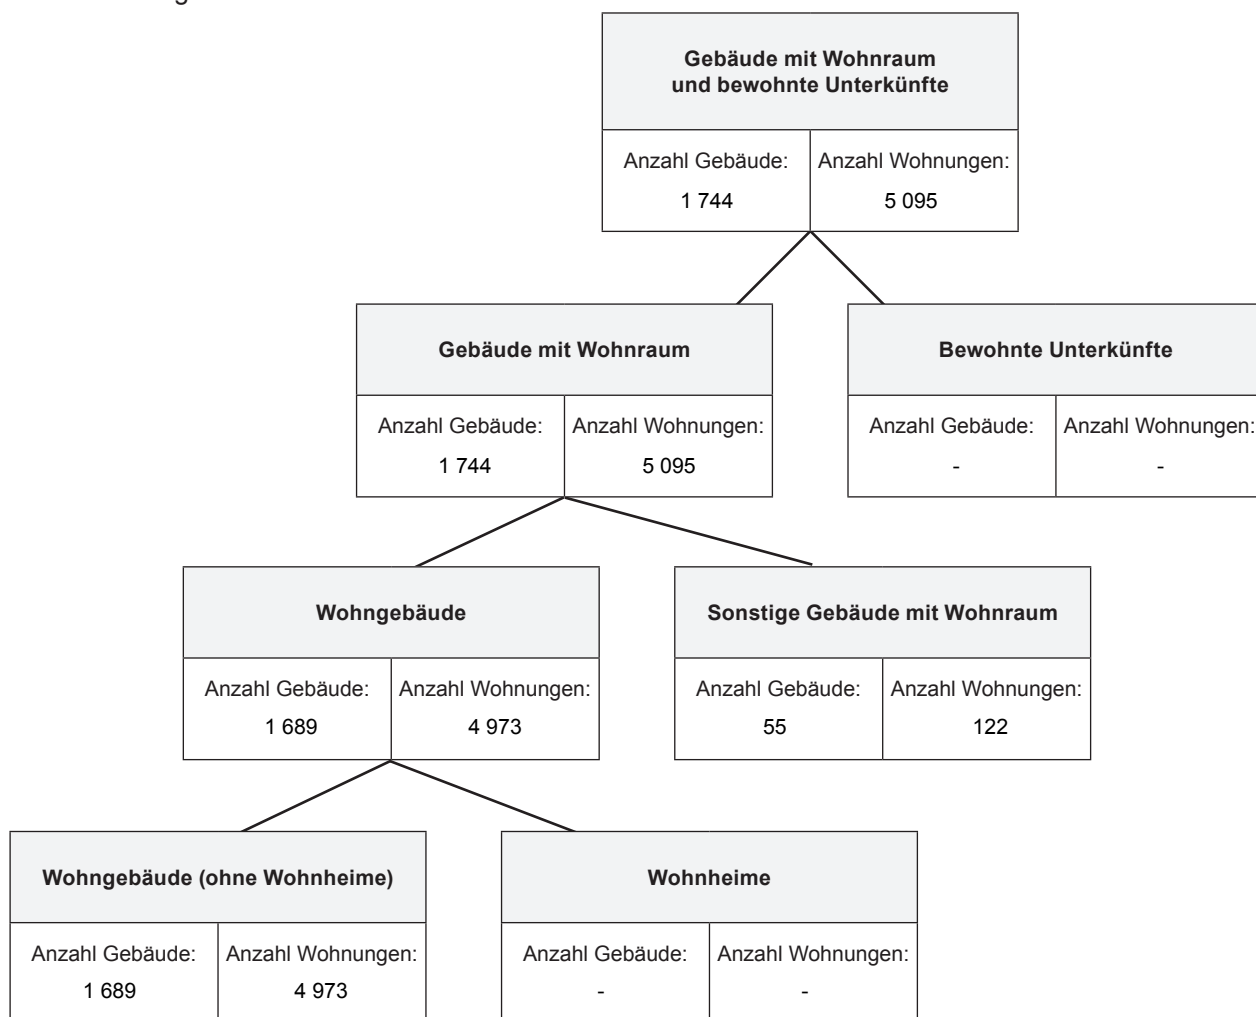 Gebäude mit Wohnraum
und bewohnte Unterkünfte
Anzahl Gebäude: Anzahl Wohnungen:
1 744 5 095
Gebäude mit Wohnraum Bewohnte Unterkünfte
Anzahl Gebäude: Anzahl Wohnungen: Anzahl Gebäude: Anzahl Wohnungen:
1 744 5 095 - -
Wohngebäude Sonstige Gebäude mit Wohnraum
Anzahl Gebäude: Anzahl Wohnungen: Anzahl Gebäude: Anzahl Wohnungen:
1 689 4 973 55 122
Wohngebäude (ohne Wohnheime) Wohnheime
Anzahl Gebäude: Anzahl Wohnungen: Anzahl Gebäude: Anzahl Wohnungen:
1 689 4 973 - -